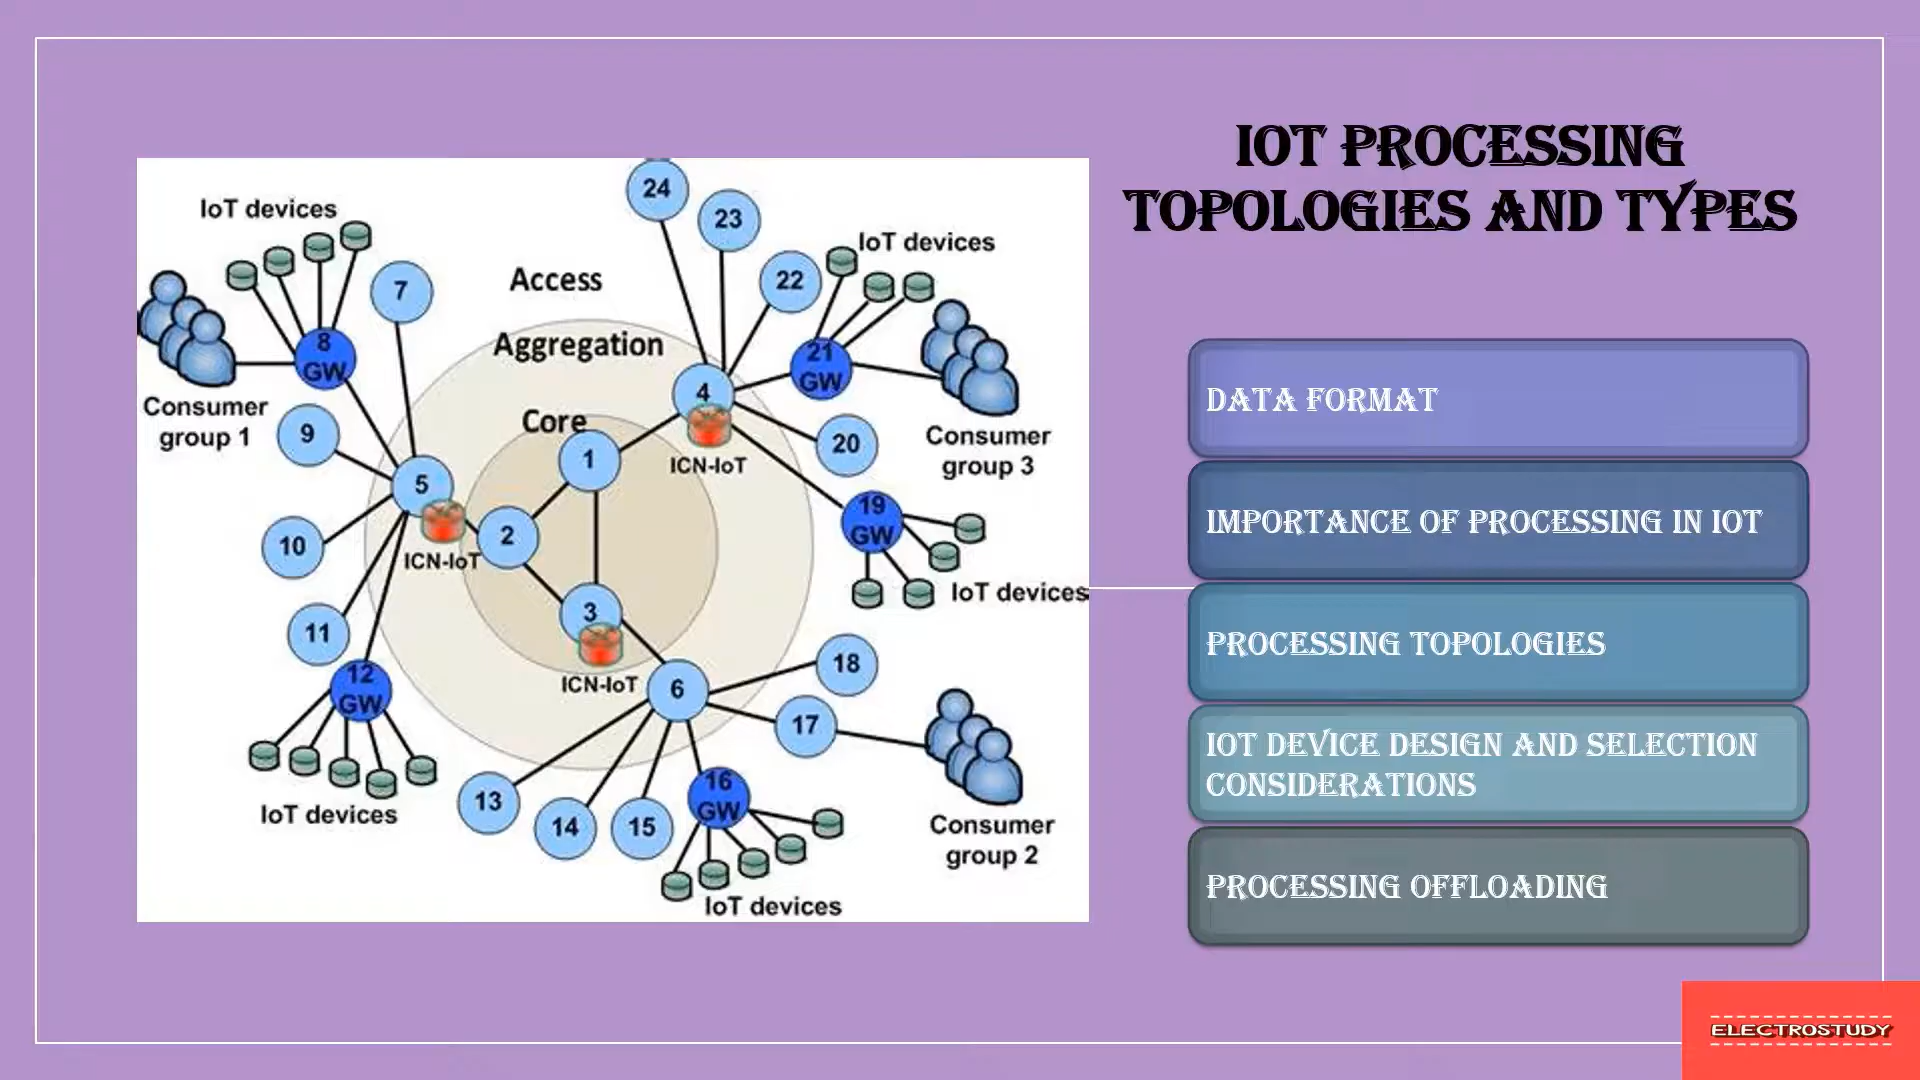 IOT PROCESSING
TOPOLOGIES AND TYPES
24
23
IoT devices
IoT devices
22
7
Access
Aggregation
8
GW
21
GW
4
Consumer
group 1
Core
9
20
Consumer
group 3
1
ICN-IoT
5
19
GW
2
10
ICN-IoT
IoT devices
3
11
18
12
GW
ICN-IoT
6
17
16
GW
13
14
15
IoT devices
Consumer
group 2
IoT devices
DATA FORMAT
IMPORTANCE OF PROCESSING IN IOT
PROCESSING TOPOLOGIES
IOT DEVICE DESIGN AND SELECTION
CONSIDERATIONS
PROCESSING OFFLOADING
ELECTROSTUDY